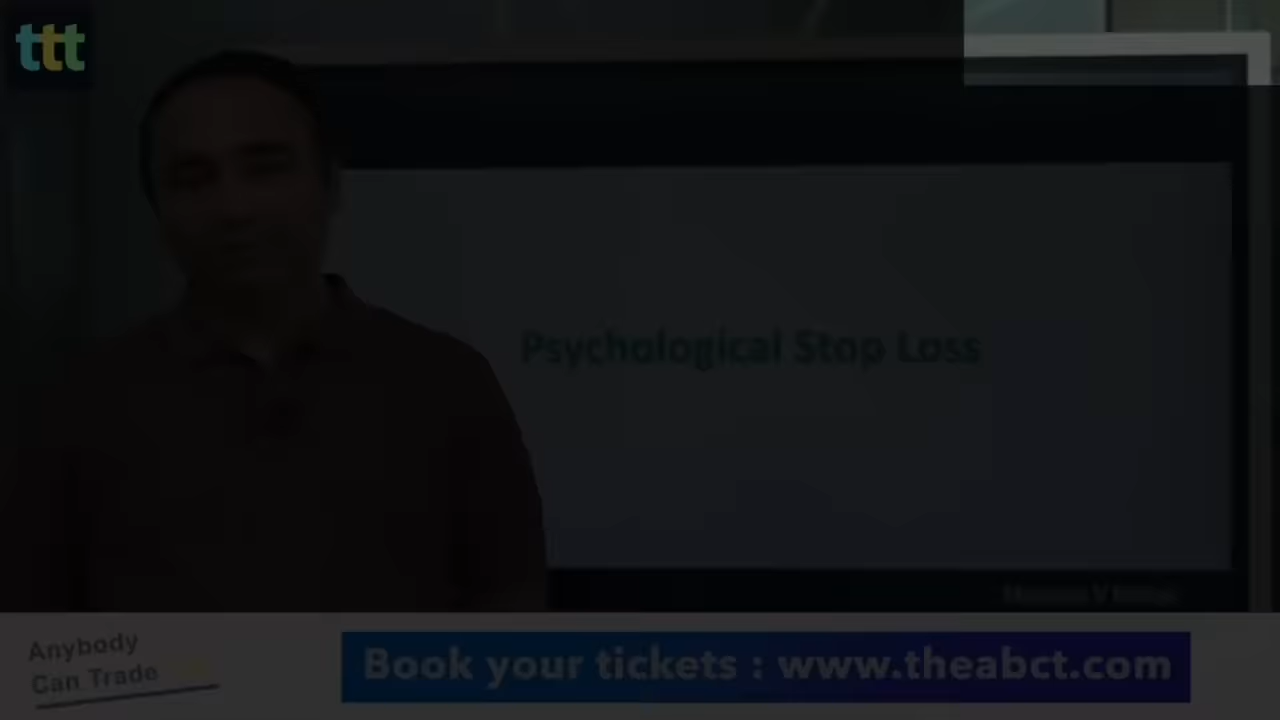 ttt
Psychological Stop Loss
Anybody
Can Trade
Book your tickets : www.theabct.com